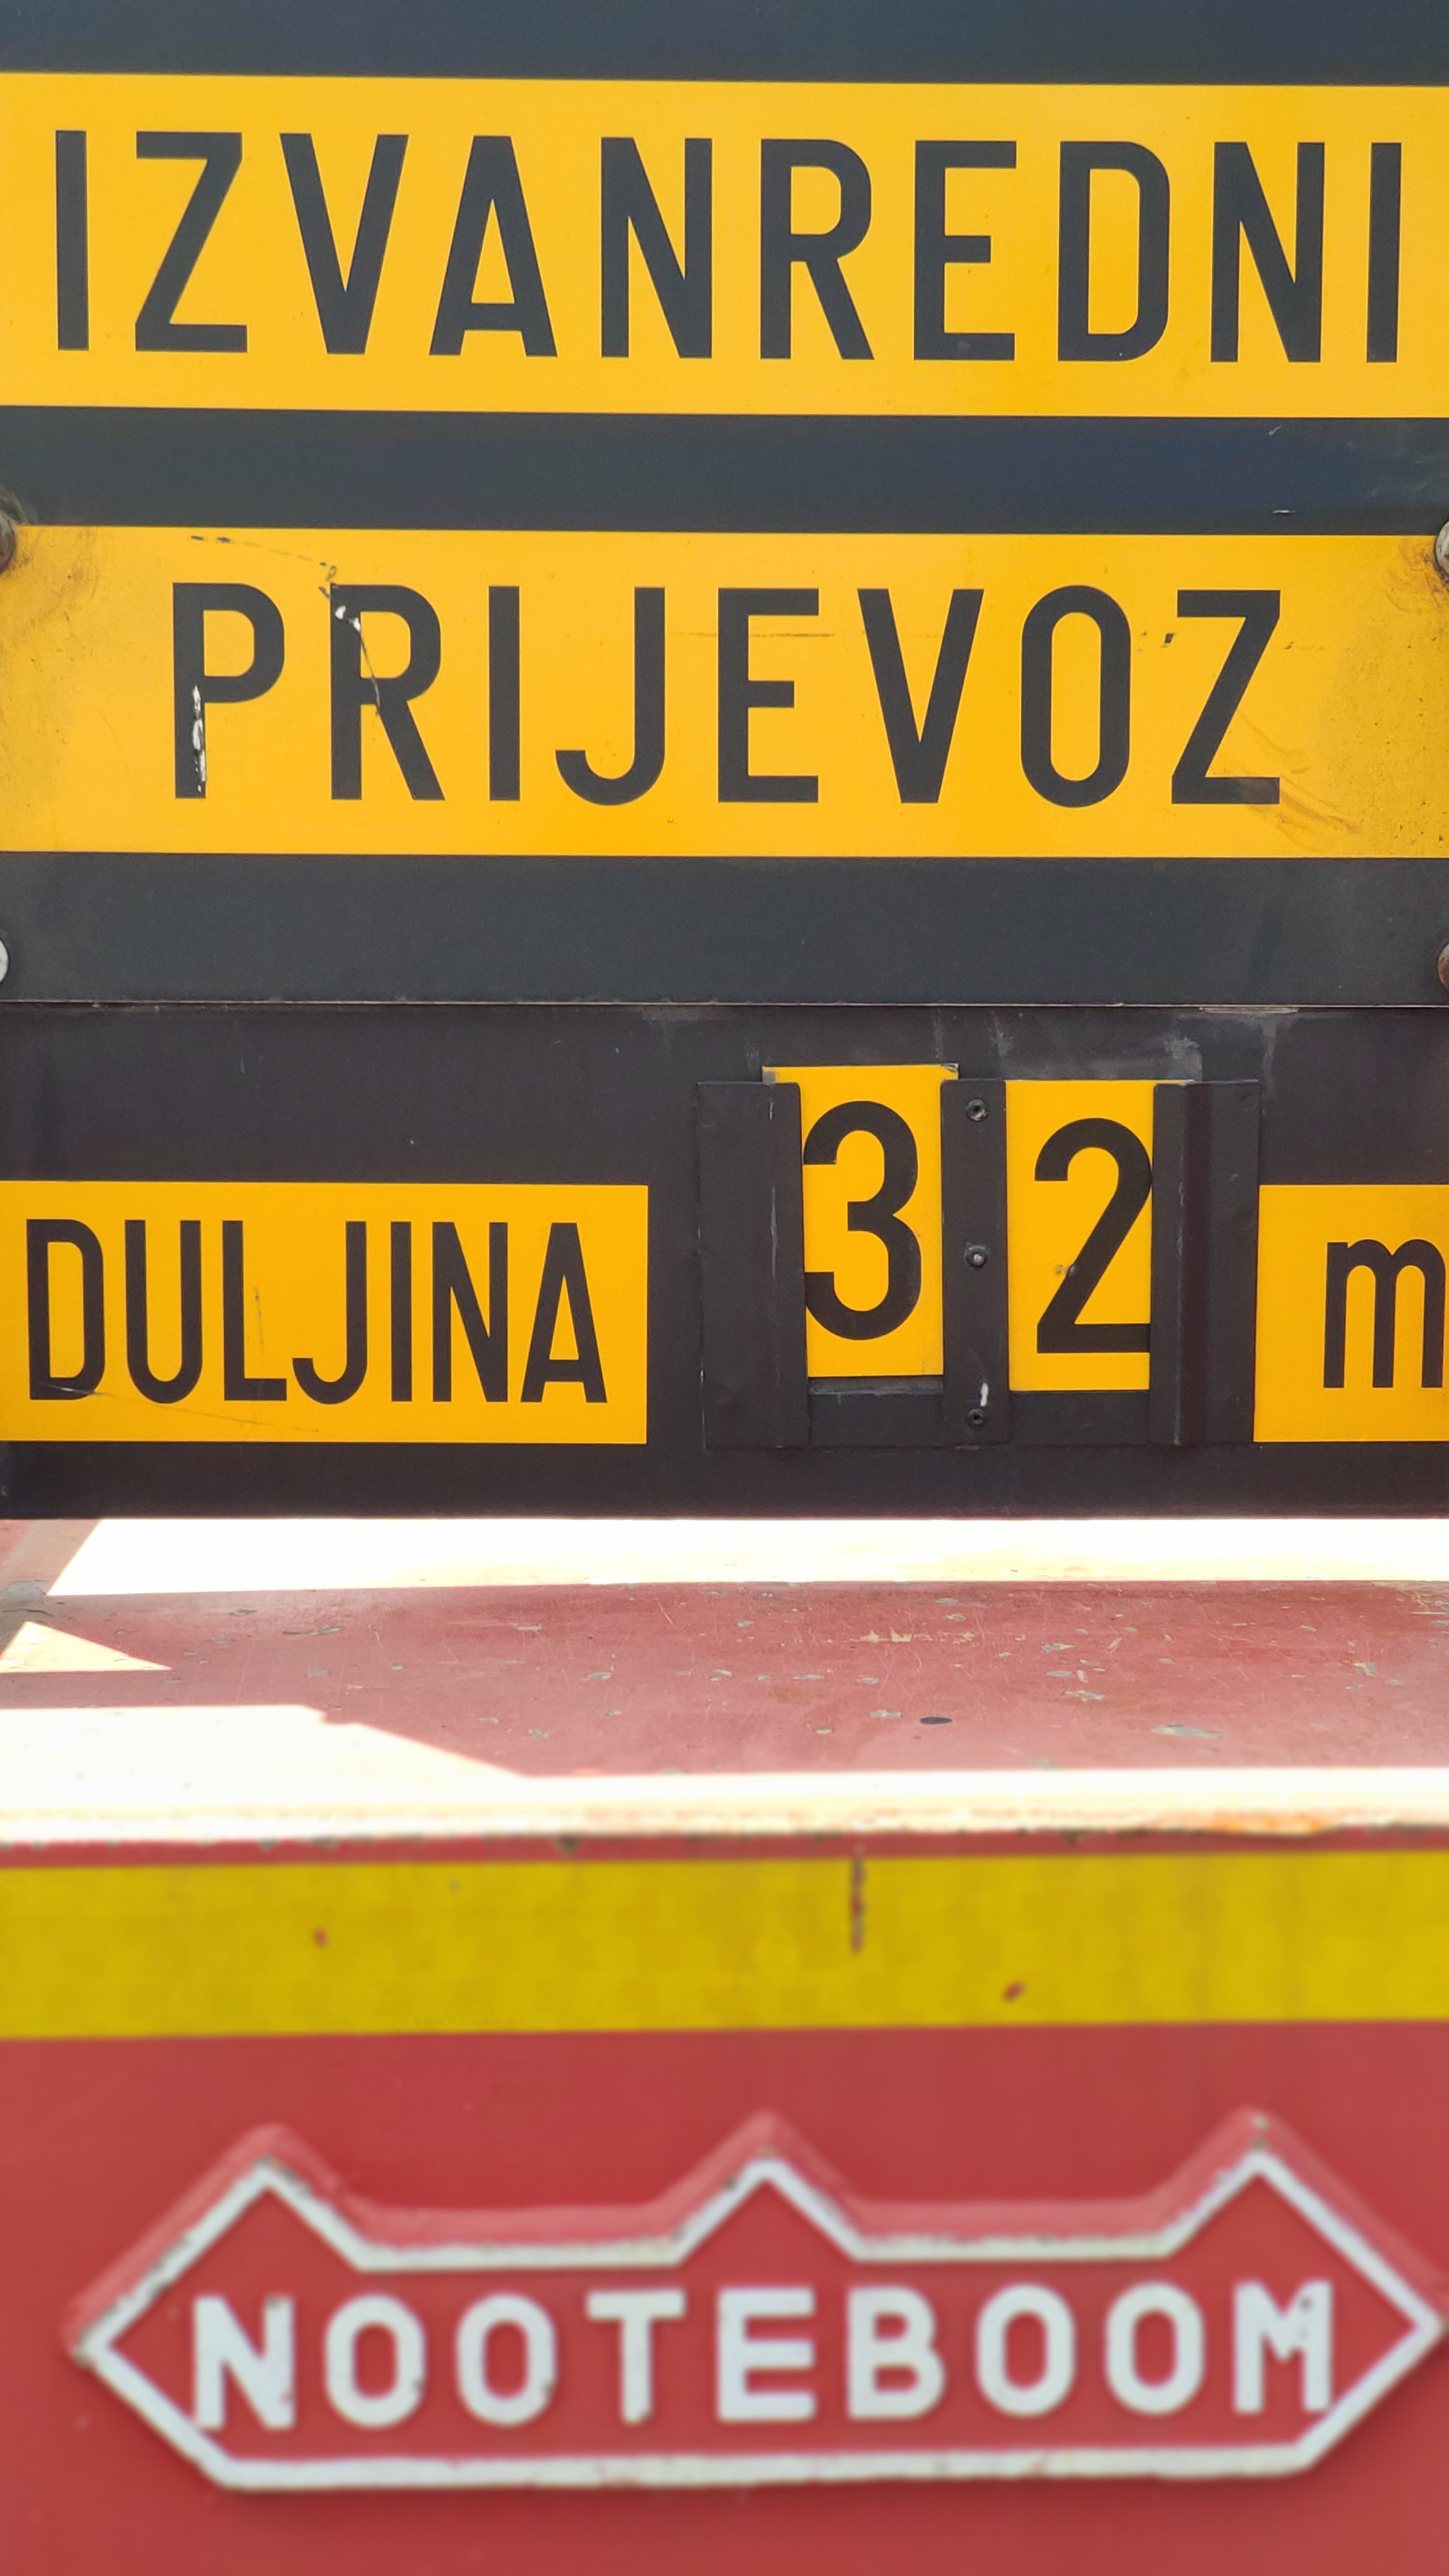 IZVANREDNI
PRIJEVOZ
DULJINA 32 m
NOOTEBOOM